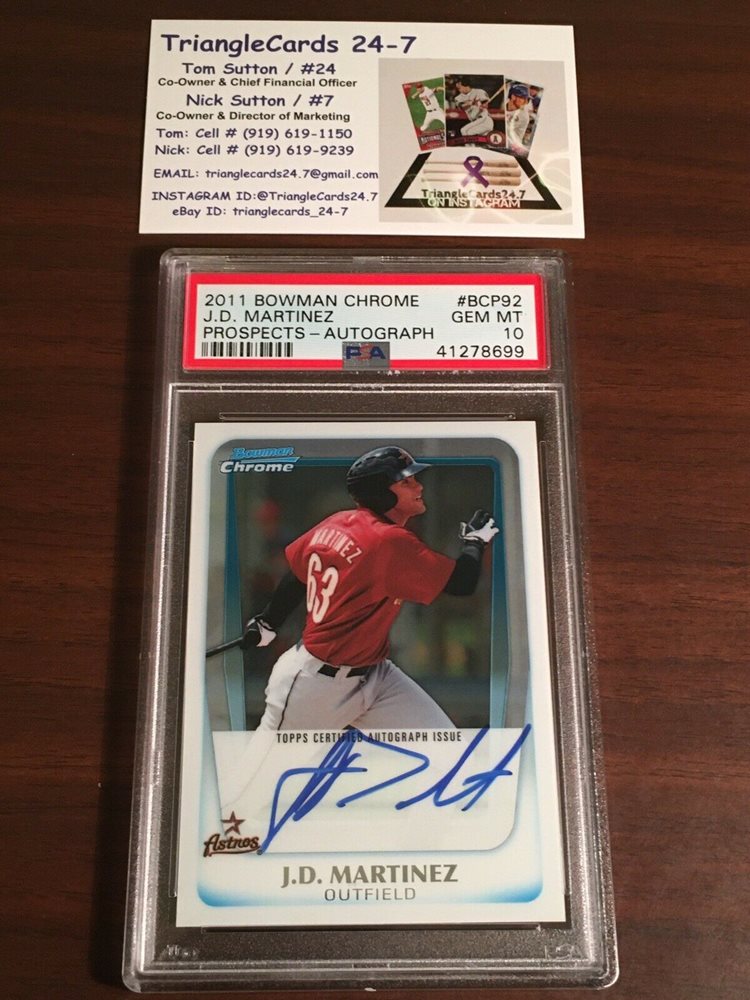 TriangleCards 24-7
Tom Sutton / #24
Co-Owner & Chief Financial Officer
Nick Sutton / #7
Co-Owner & Director of Marketing
Tom: Cell # (919) 619-1150
Nick: Cell # (919) 619-9239
EMAIL: trianglecards24.7@gmail.com
INSTAGRAM ID:@TriangleCards24.7
eBay ID: trianglecards_24-7
TriangleCards24.7
ON INSTAGRAM
2011 BOWMAN CHROME #BCP92
J.D. MARTINEZ GEM MT
PROSPECTS – AUTOGRAPH 10
PSA 41278699
Bowman
Chrome
MARTINEZ
63
TOPPS CERTIFIED AUTOGRAPH ISSUE
Astros
J.D. MARTINEZ
OUTFIELD